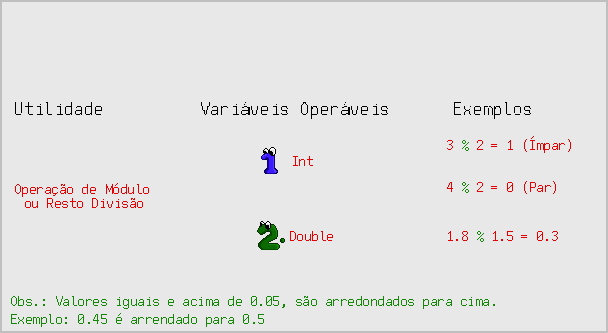 Utilidade Variáveis Operáveis Exemplos
3 % 2 = 1 (Ímpar)
1 Int
4 % 2 = 0 (Par)
Operação de Módulo
ou Resto Divisão
2. Double 1.8 % 1.5 = 0.3
Obs.: Valores iguais e acima de 0.05, são arredondados para cima.
Exemplo: 0.45 é arrendado para 0.5